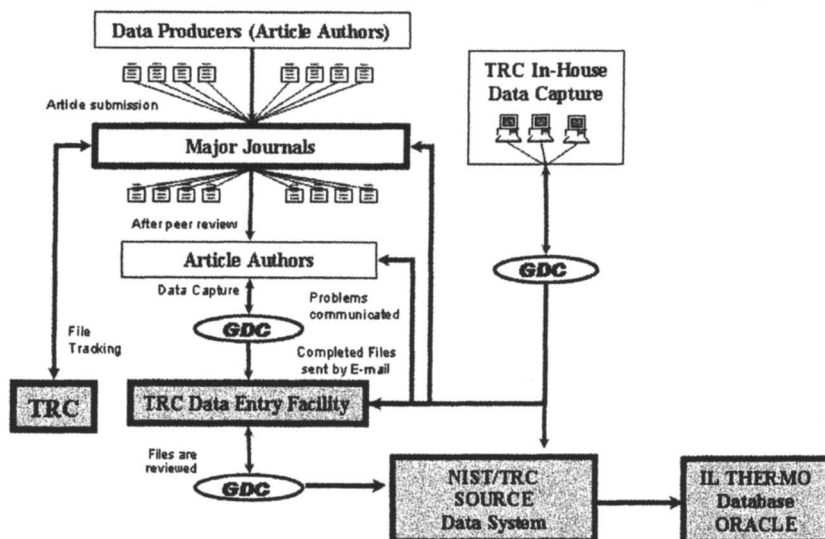 Data Producers (Article Authors)
TRC In-House
Data Capture
Article submission
Major Journals
After peer review
Article Authors
GDC
Data Capture
Problems
communicated
GDC
File
Tracking
Completed Files
sent by E-mail
TRC
TRC Data Entry Facility
Files are
reviewed
GDC
NIST/TRC
SOURCE
Data System
IL THERMO
Database
ORACLE